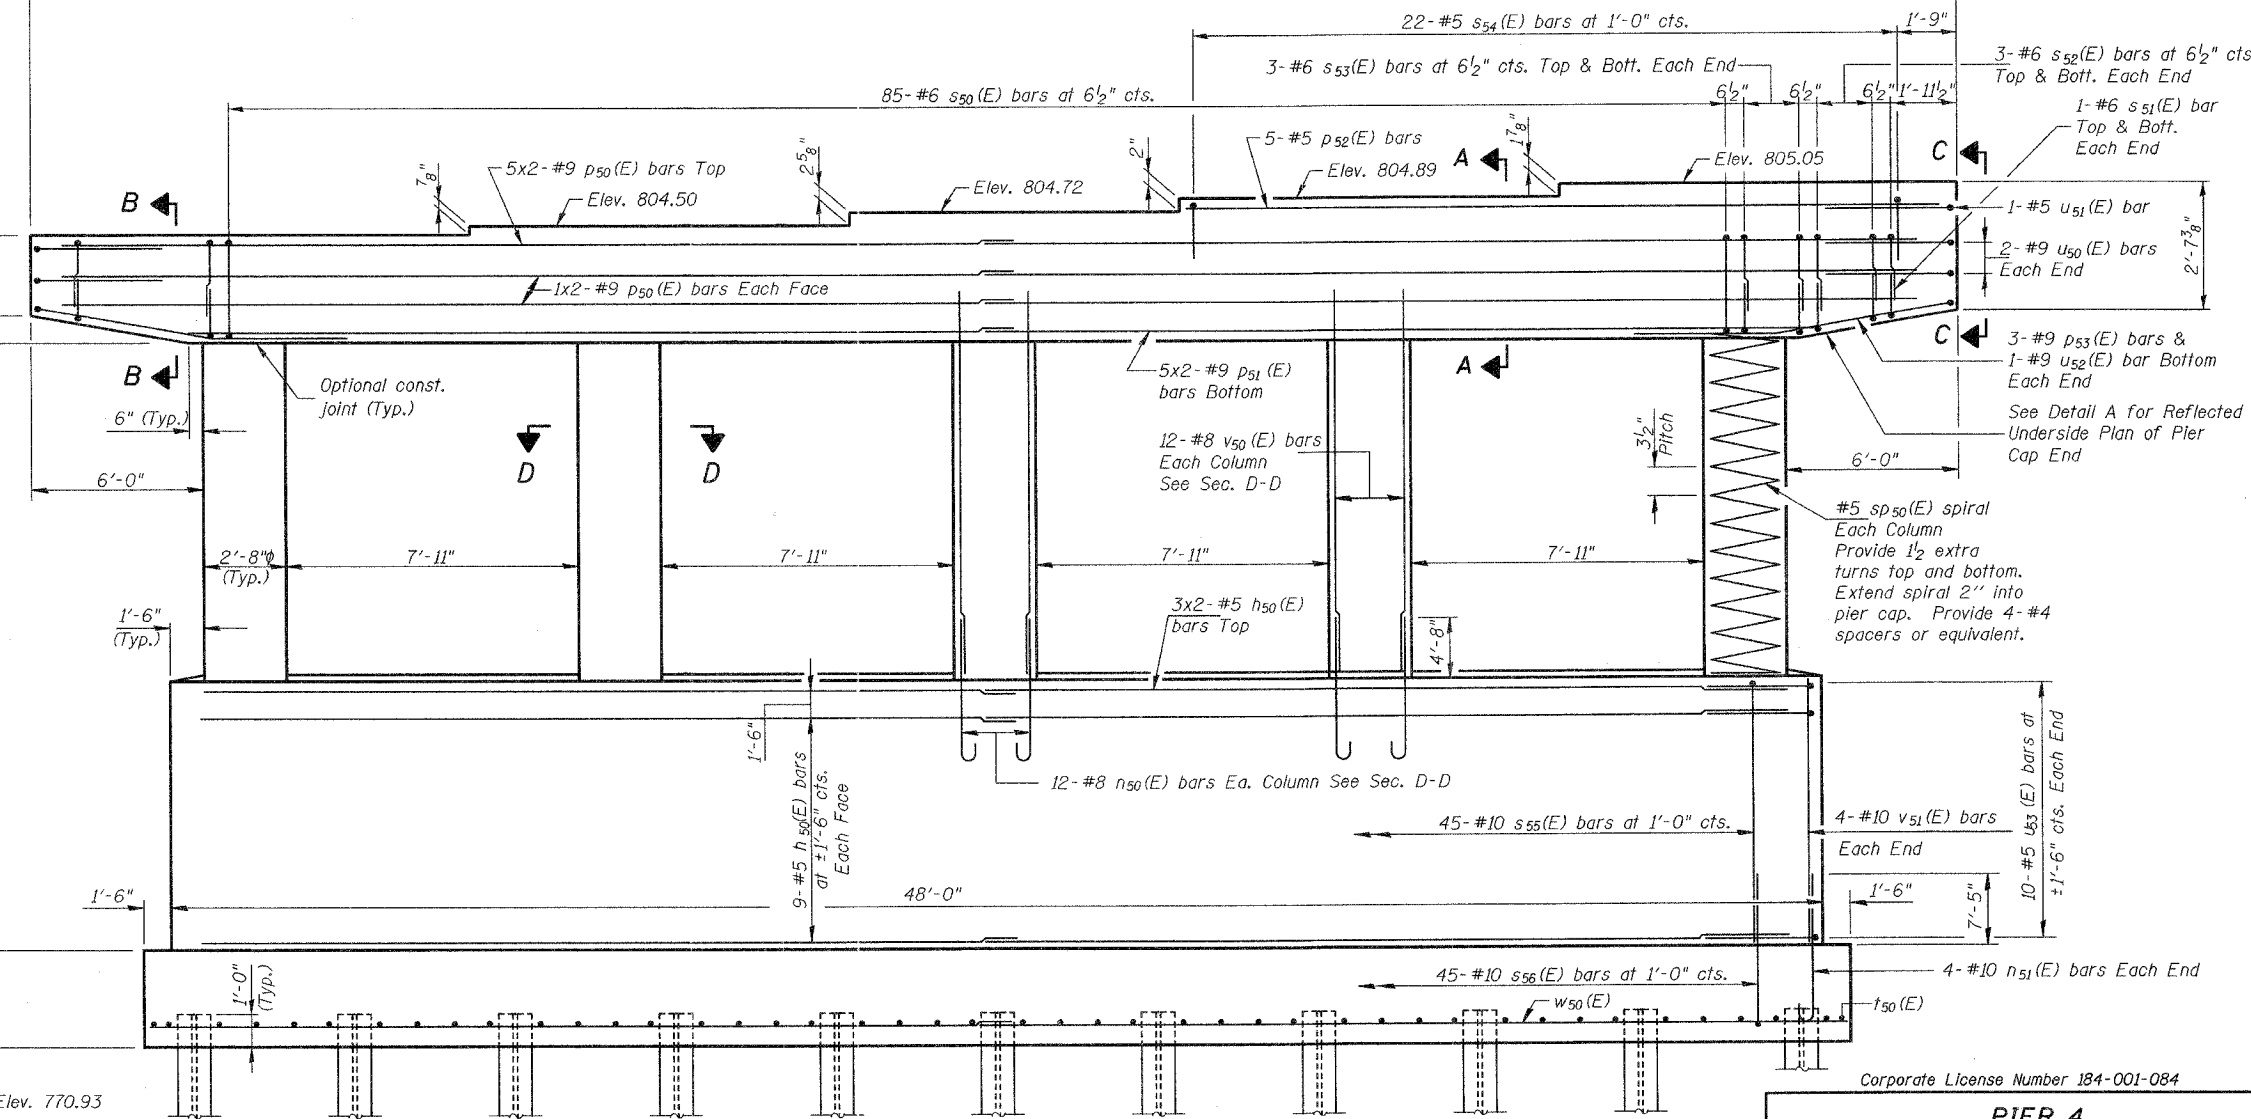 22-#5 s54(E) bars at 1'-0" cts.
1'-9"
3-#6 s53(E) bars at 6½" cts. Top & Bott. Each End
3-#6 s52(E) bars at 6½" cts
Top & Bott. Each End
85-#6 s50(E) bars at 6½" cts.
6½"
6½"
6½"
1'-11½"
1-#6 s51(E) bar
Top & Bott.
Each End
5-#5 p52(E) bars
A
Elev. 804.89
1⅞"
Elev. 805.05
C
2"
2⅝"
⅞"
5x2-#9 p50(E) bars Top
Elev. 804.50
Elev. 804.72
B
1-#5 u51(E) bar
2-#9 u50(E) bars
Each End
2'-7⅜"
1x2-#9 p50(E) bars Each Face
B
Optional const.
joint (Typ.)
6" (Typ.)
5x2-#9 p51(E)
bars Bottom
A
C
3-#9 p53(E) bars &
1-#9 u52(E) bar Bottom
Each End
See Detail A for Reflected
Underside Plan of Pier
Cap End
D
D
12-#8 v50(E) bars
Each Column
See Sec. D-D
3½"
Pitch
6'-0"
6'-0"
#5 sp50(E) spiral
Each Column
Provide 1½ extra
turns top and bottom.
Extend spiral 2'' into
pier cap. Provide 4-#4
spacers or equivalent.
2'-8"ϕ
(Typ.)
7'-11"
7'-11"
7'-11"
7'-11"
1'-6"
(Typ.)
3x2-#5 h50(E)
bars Top
4'-8"
1'-6"
12-#8 n50(E) bars Ea. Column See Sec. D-D
9-#5 h50(E) bars
at ±1'-6" cts.
Each Face
45-#10 s55(E) bars at 1'-0" cts.
4-#10 v51(E) bars
Each End
10-#5 u53(E) bars at
±1'-6" cts. Each End
1'-6"
48'-0"
1'-6"
7'-5"
1'-0"
(Typ.)
45-#10 s56(E) bars at 1'-0" cts.
4-#10 n51(E) bars Each End
w50(E)
t50(E)
Elev. 770.93
Corporate License Number 184-001-084
PIER 4